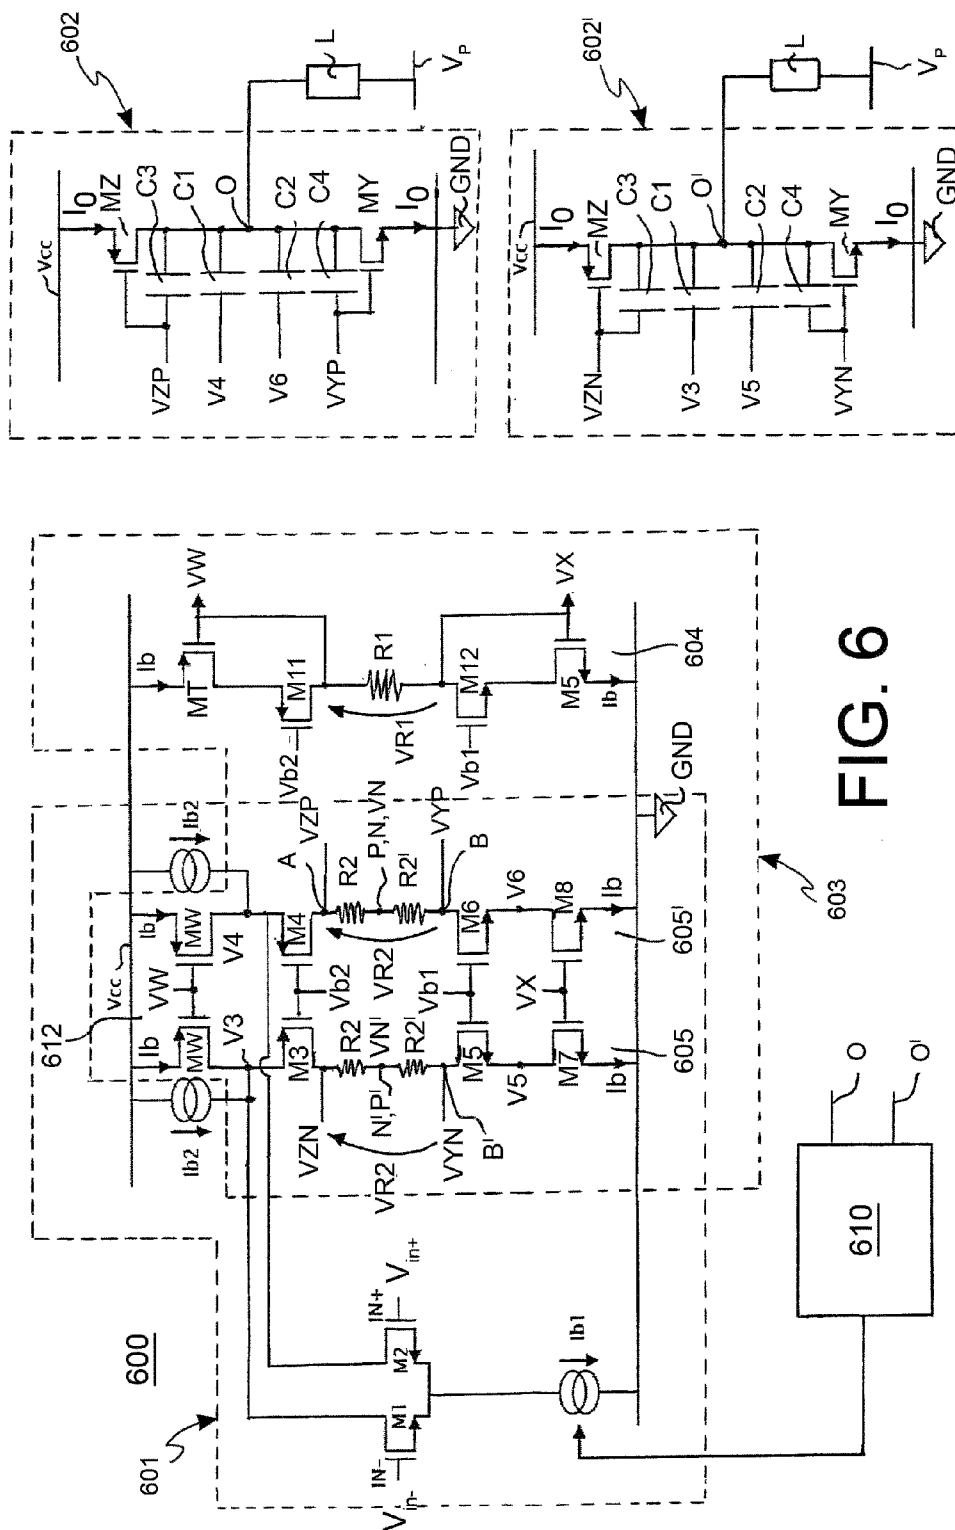 600
601
612
Vcc
Ib2
Ib
VW
MW
MW
Ib
Ib2
V3
V4
M3
M4
Vb2
A
VZP
VZN
R2
R2
VN'
N',P'
P,N,VN
R2'
R2'
VR2
VR2
VYN
VYP
B'
B
M5
M6
Vb1
V5
V6
M7
M8
VX
Ib
Ib
605
605'
603
GND
Ib
MT
VW
Vb2
M11
VR1
R1
Vb1
M12
M5
VX
Ib
604
IN-
Vin-
M1
M2
IN+
Vin+
Ib1
610
O
O'
602
Vcc
I0
MZ
C3
C1
O
C2
C4
MY
I0
GND
VZP
V4
V6
VYP
L
VP
602'
Vcc
I0
MZ
C3
C1
O'
C2
C4
MY
I0
GND
VZN
V3
V5
VYN
L
VP
FIG. 6